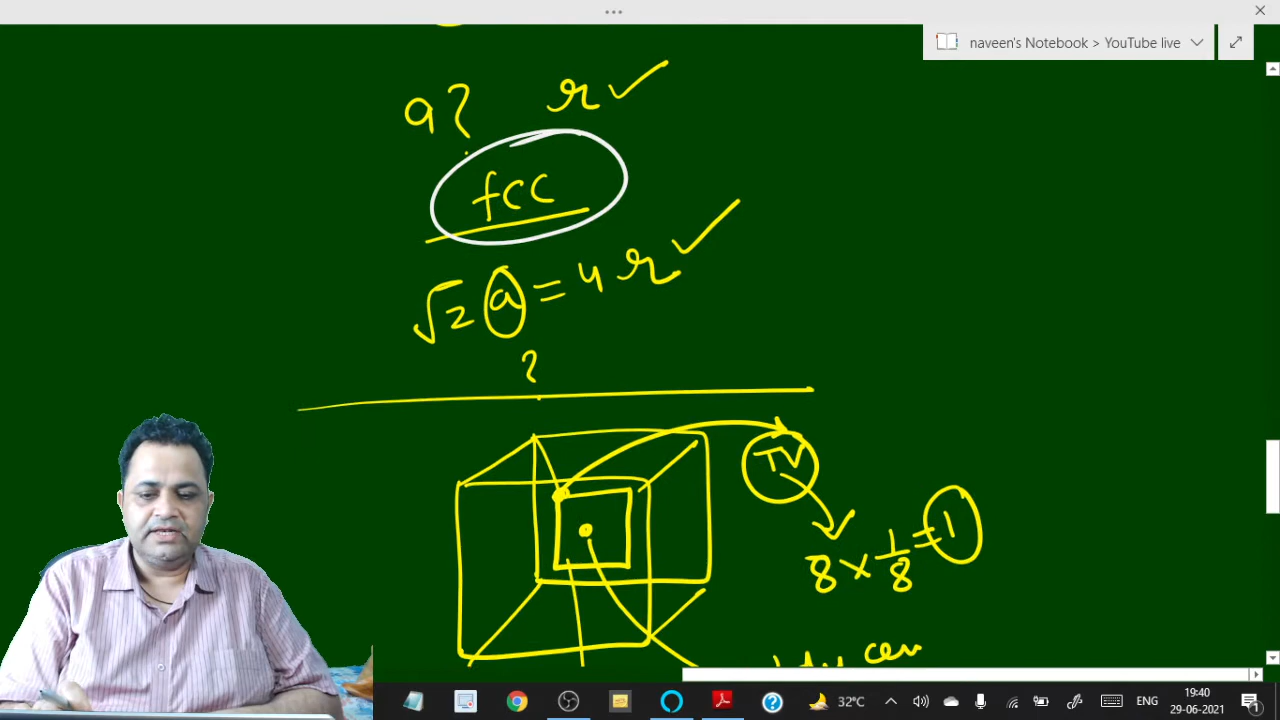 naveen's Notebook > YouTube live
a? r ✓
fcc
√2 a = 4r ✓
?
TV
8 × 1/8 = 1
32°C
ENG
19:40
29-06-2021
1